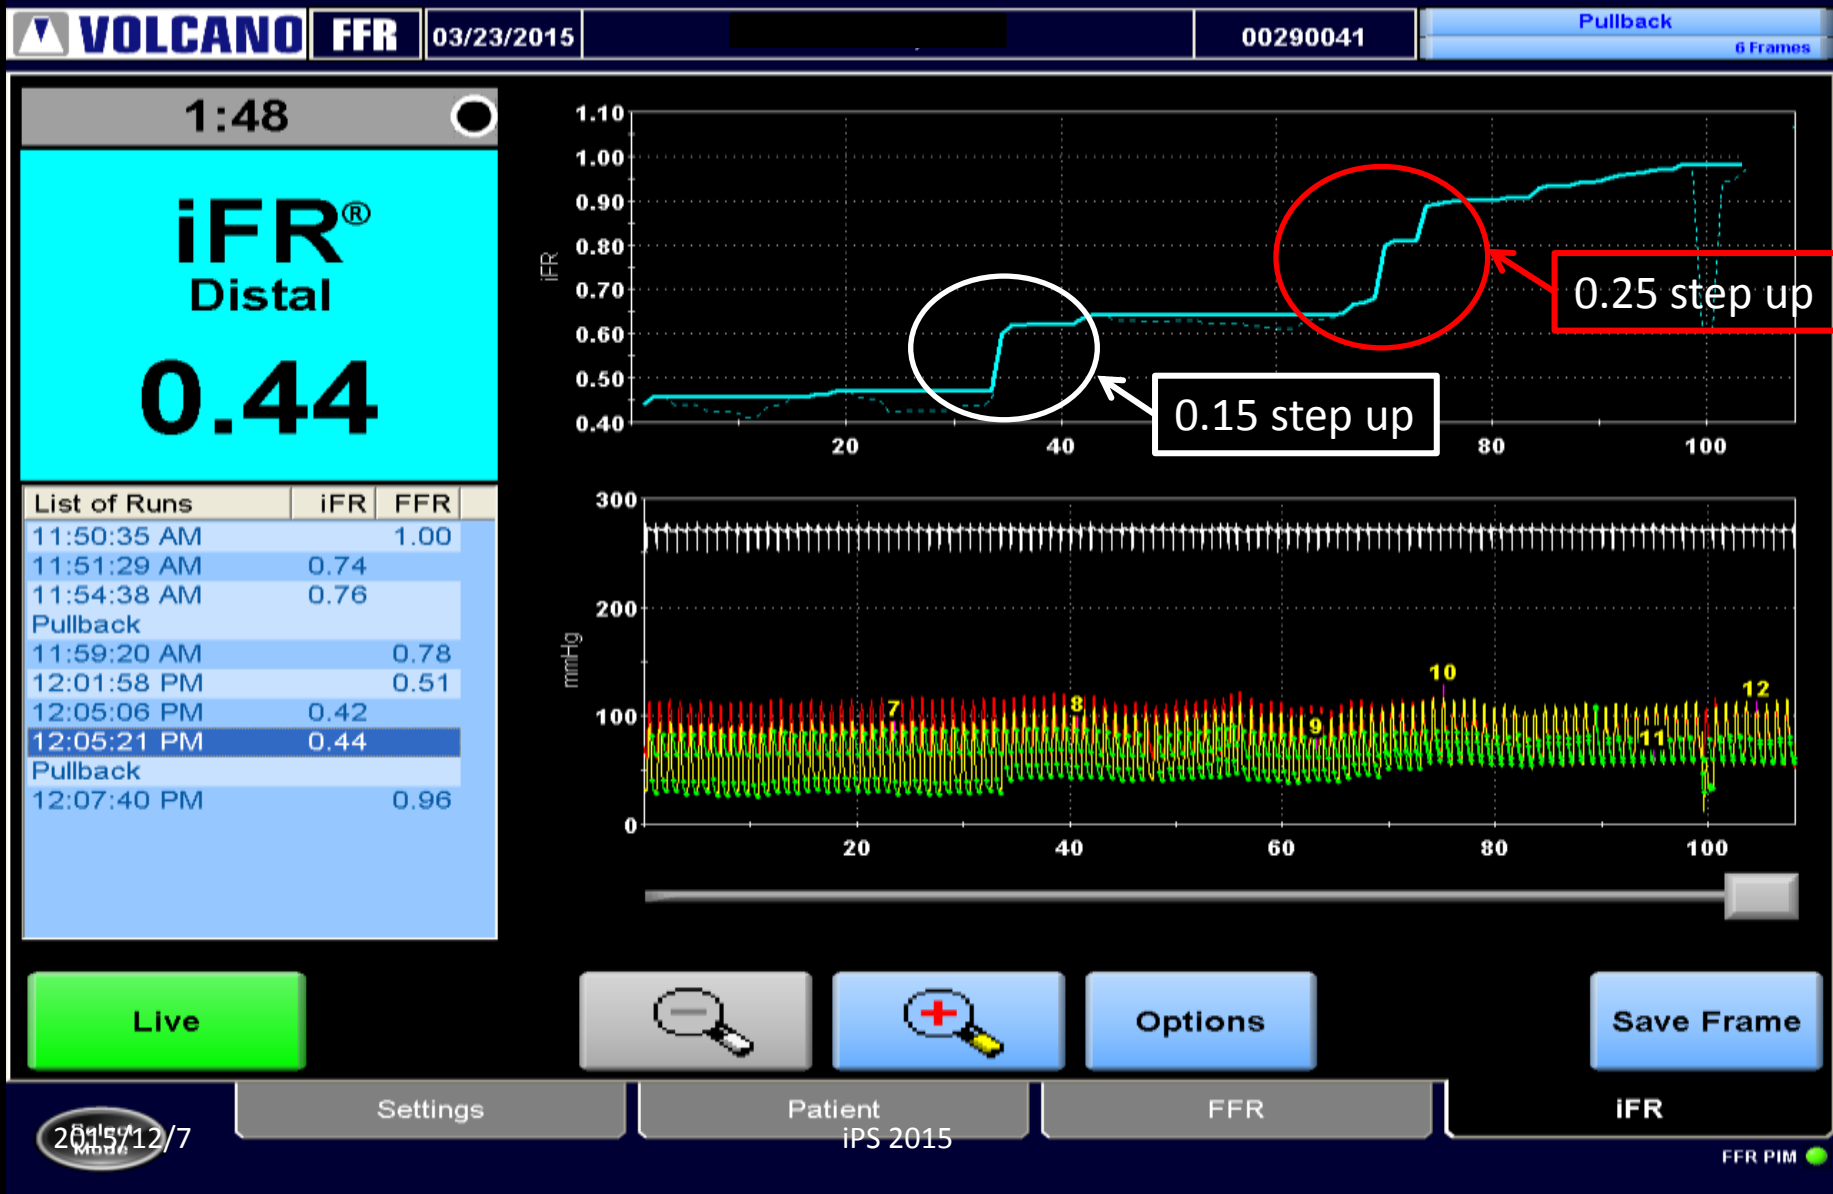 VOLCANO FFR 03/23/2015 00290041 Pullback
6 Frames
1:48
iFR®
Distal
0.44
List of Runs iFR FFR
11:50:35 AM 1.00
11:51:29 AM 0.74
11:54:38 AM 0.76
Pullback
11:59:20 AM 0.78
12:01:58 PM 0.51
12:05:06 PM 0.42
12:05:21 PM 0.44
Pullback
12:07:40 PM 0.96
iFR
1.10
1.00
0.90
0.80
0.70
0.60
0.50
0.40
20 40 80 100
0.25 step up
0.15 step up
mmHg
300
200
100
0
7 8 9 10 11 12
20 40 60 80 100
Live
Options
Save Frame
Settings Patient FFR iFR
Select
Mode
2015/12/7
iPS 2015
FFR PIM